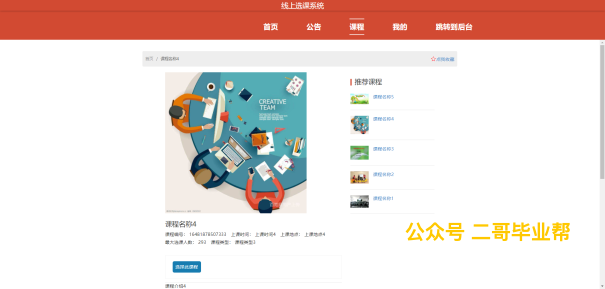 线上选课系统
首页 公告 课程 我的 跳转到后台
首页 / 课程名称4
点我收藏
推荐课程
课程名称5
课程名称4
课程名称3
课程名称2
课程名称1
CREATIVE
TEAM
课程名称4
课程编号： 16481878507333 上课时间： 上课时间4 上课地点： 上课地点4
最大选课人数： 293 课程类型： 课程类型3
选择此课程
课程介绍4
公众号 二哥毕业帮